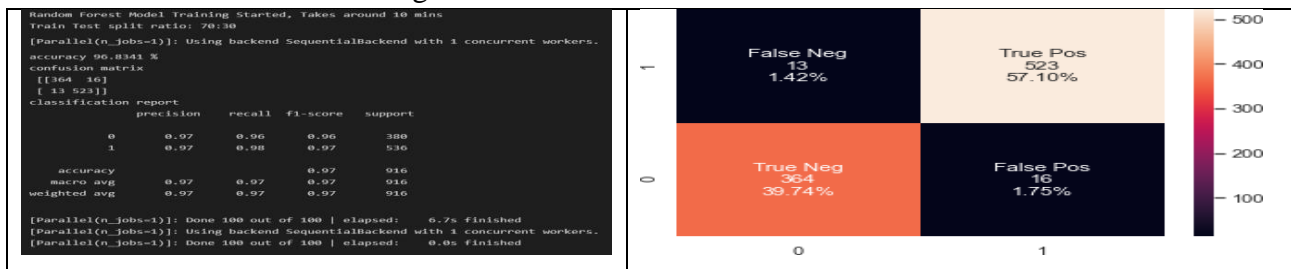 Random Forest Model Training Started, Takes around 10 mins
Train Test split ratio: 70:30
[Parallel(n_jobs=1)]: Using backend SequentialBackend with 1 concurrent workers.
accuracy 96.8341 %
confusion matrix
[[364 16]
[ 13 523]]
classification report
precision recall f1-score support
0 0.97 0.96 0.96 380
1 0.97 0.98 0.97 536
accuracy 0.97 916
macro avg 0.97 0.97 0.97 916
weighted avg 0.97 0.97 0.97 916
[Parallel(n_jobs=1)]: Done 100 out of 100 | elapsed: 6.7s finished
[Parallel(n_jobs=1)]: Using backend SequentialBackend with 1 concurrent workers.
[Parallel(n_jobs=1)]: Done 100 out of 100 | elapsed: 0.0s finished
1
False Neg
13
1.42%
True Pos
523
57.10%
0
True Neg
364
39.74%
False Pos
16
1.75%
0 1
500
400
300
200
100